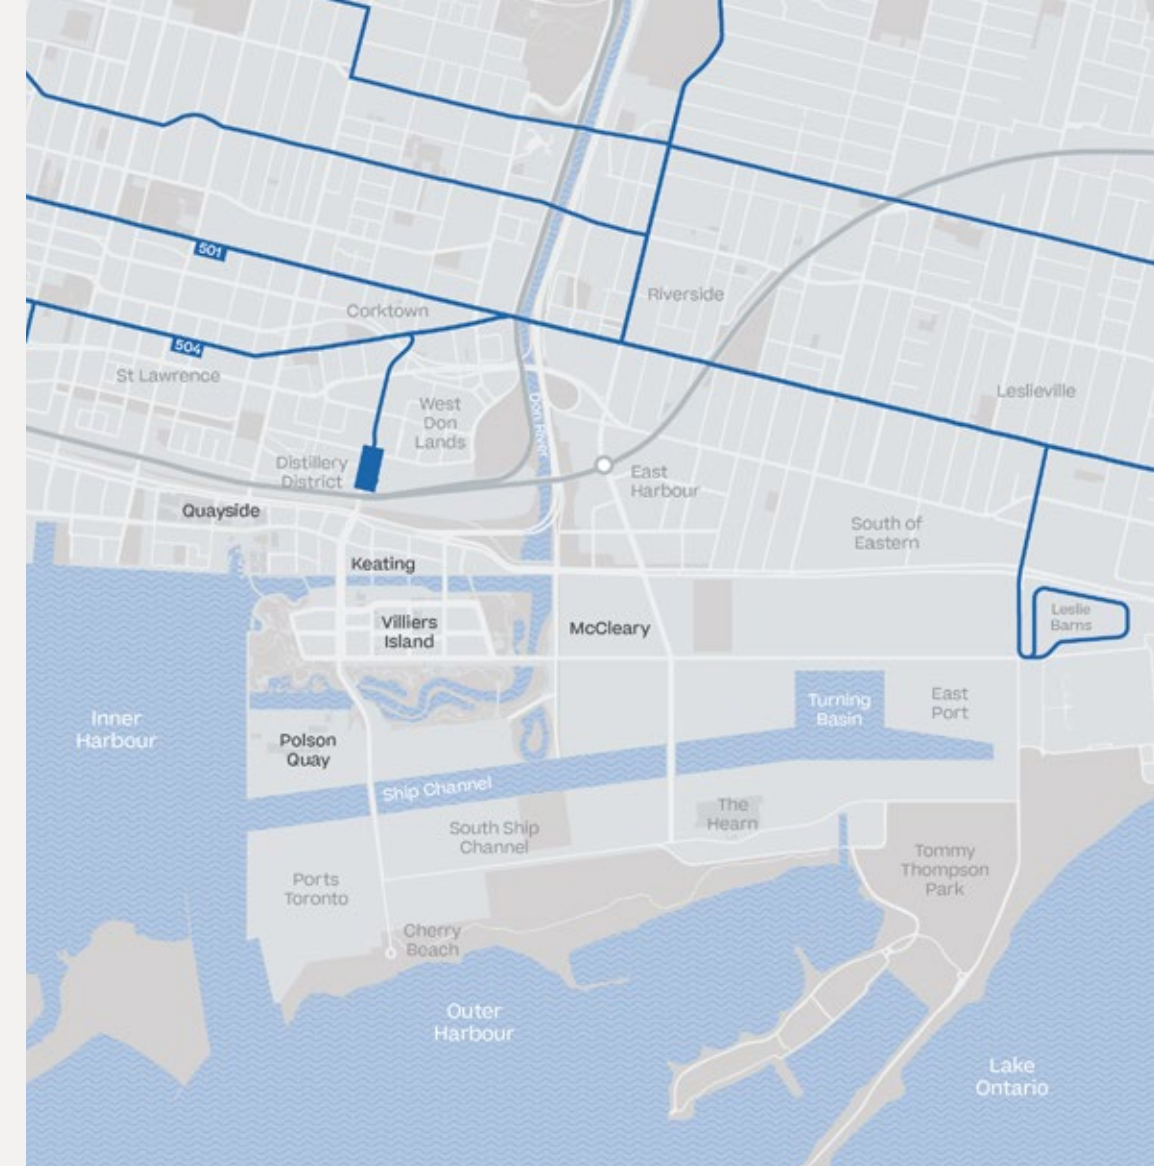 501
Corktown
Riverside
504
St Lawrence
West
Don
Lands
Don River
Leslieville
Distillery
District
East
Harbour
Quayside
South of
Eastern
Keating
Villiers
Island
McCleary
Leslie
Barns
Inner
Harbour
Polson
Quay
Turning
Basin
East
Port
Ship Channel
South Ship
Channel
The
Hearn
Ports
Toronto
Tommy
Thompson
Park
Cherry
Beach
Outer
Harbour
Lake
Ontario